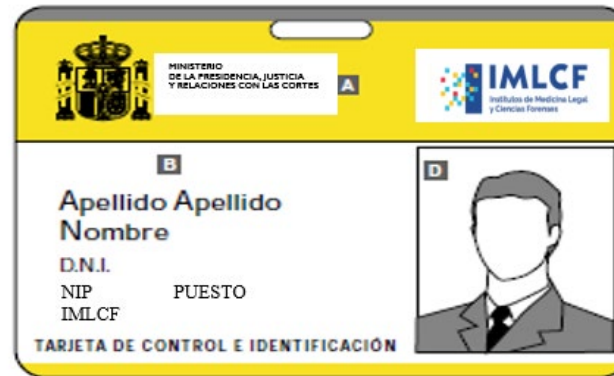 MINISTERIO
DE LA PRESIDENCIA, JUSTICIA
Y RELACIONES CON LAS CORTES
A
IMLCF
Institutos de Medicina Legal
y Ciencias Forenses
B
D
Apellido Apellido
Nombre
D.N.I.
NIP PUESTO
IMLCF
TARJETA DE CONTROL E IDENTIFICACIÓN